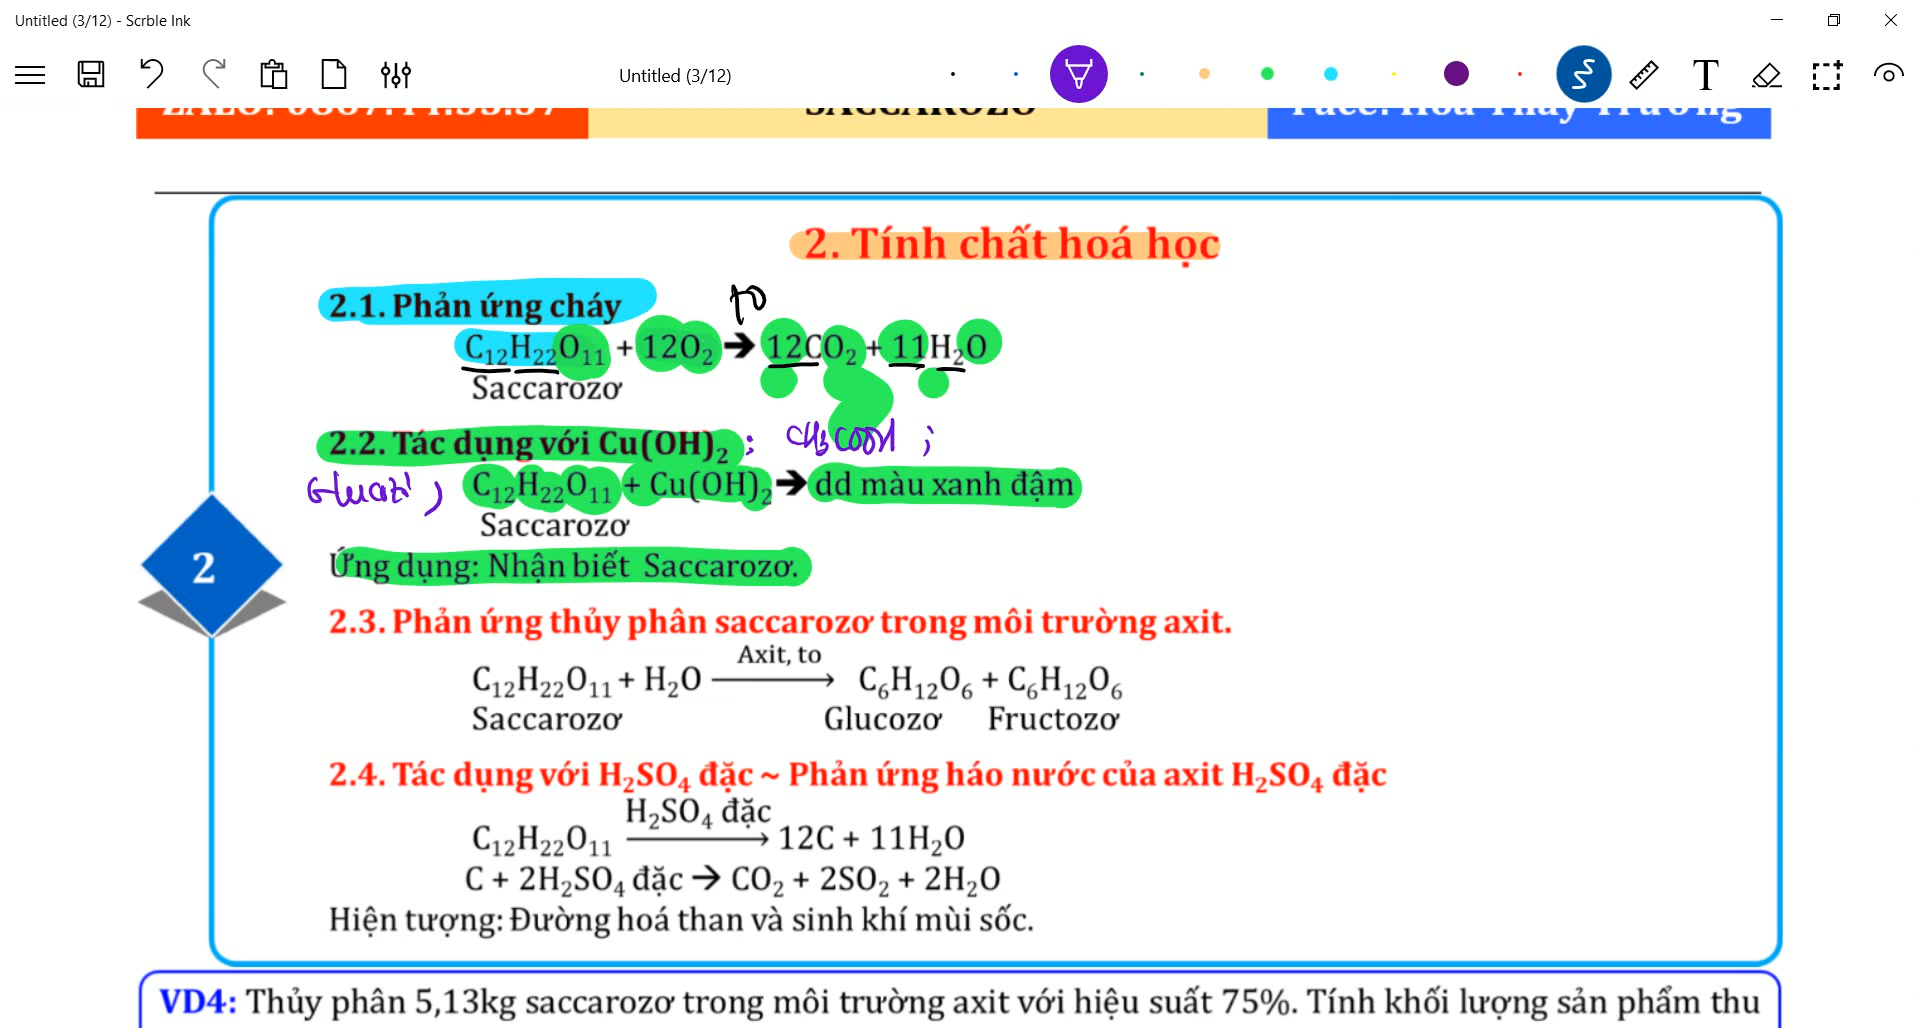 Untitled (3/12) - Scrble Ink
Untitled (3/12)
SACCAROZO
2. Tính chất hoá học
2.1. Phản ứng cháy
t0
C12H22O11 + 12O2 ➔ 12CO2 + 11H2O
Saccarozơ
2.2. Tác dụng với Cu(OH)2 : CH3COOH ;
C12H22O11 + Cu(OH)2 ➔ dd màu xanh đậm
Saccarozơ
Ứng dụng: Nhận biết Saccarozơ.
2
2.3. Phản ứng thủy phân saccarozơ trong môi trường axit.
Axit, to
C12H22O11 + H2O ⟶ C6H12O6 + C6H12O6
Saccarozơ Glucozơ Fructozơ
2.4. Tác dụng với H2SO4 đặc ~ Phản ứng háo nước của axit H2SO4 đặc
H2SO4 đặc
C12H22O11 ⟶ 12C + 11H2O
C + 2H2SO4 đặc ➔ CO2 + 2SO2 + 2H2O
Hiện tượng: Đường hoá than và sinh khí mùi sốc.
VD4: Thủy phân 5,13kg saccarozơ trong môi trường axit với hiệu suất 75%. Tính khối lượng sản phẩm thu